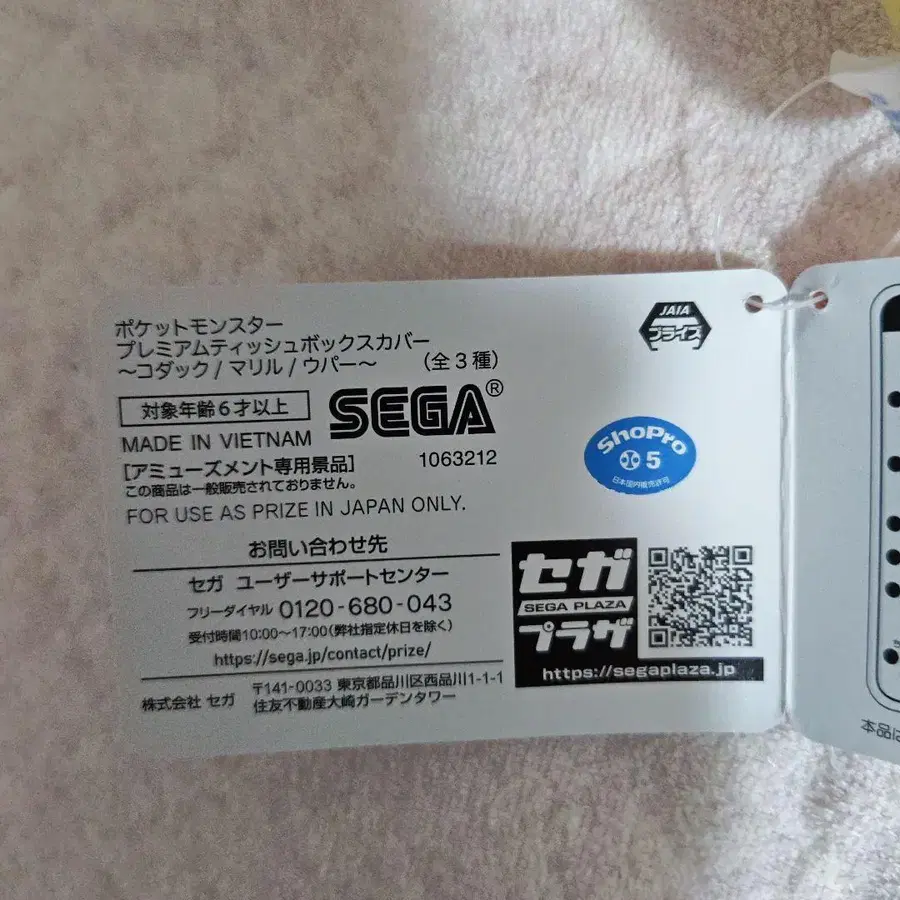 ポケットモンスター
プレミアムティッシュボックスカバー
～コダック/マリル/ウパー～ (全3種)
対象年齢6才以上
SEGA®
MADE IN VIETNAM
[アミューズメント専用景品] 1063212
この商品は一般販売されておりません。
FOR USE AS PRIZE IN JAPAN ONLY.
お問い合わせ先
セガ ユーザーサポートセンター
フリーダイヤル 0120-680-043
受付時間10:00～17:00(弊社指定休日を除く)
https://sega.jp/contact/prize/
株式会社 セガ
〒141-0033 東京都品川区西品川1-1-1
住友不動産大崎ガーデンタワー
JAIA
プライズ
ShoPro
5
日本国内販売許可
セガ
SEGA PLAZA
プラザ
https://segaplaza.jp
本品は